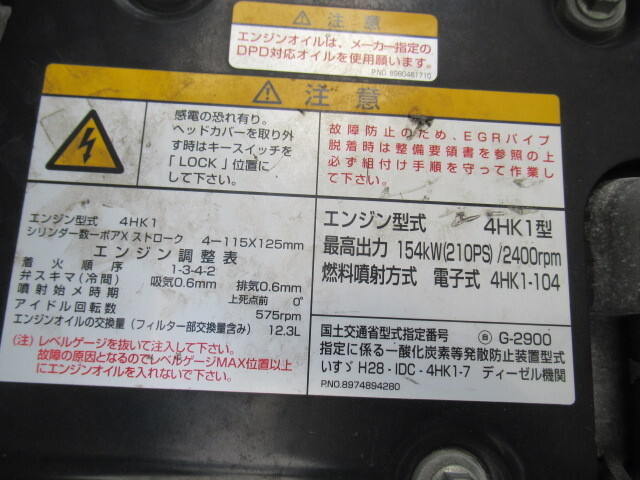 注意
エンジンオイルは、メーカー指定の
DPD対応オイルを使用願います。
P.NO.8980481710
注意
感電の恐れ有り。
ヘッドカバーを取り外
す時はキースイッチを
「LOCK」位置に
して下さい。
故障防止のため、EGRパイプ
脱着時は整備要領書を参照の上
必ず組付け手順を守って作業し
て下さい。
エンジン型式 4HK1
シリンダー数ーボアXストローク 4ー115X125mm
エンジン調整表
着火順序 1-3-4-2
弁スキマ(冷間) 吸気0.6mm 排気0.6mm
噴射始メ時期 上死点前 0°
アイドル回転数 575rpm
エンジンオイルの交換量(フィルター部交換量含み) 12.3L
(注)レベルゲージを抜いて注入して下さい。
故障の原因となるのでレベルゲージMAX位置以上
にエンジンオイルを入れないで下さい。
エンジン型式 4HK1型
最高出力 154kW(210PS)/2400rpm
燃料噴射方式 電子式 4HK1-104
国土交通省型式指定番号 G-2900
指定に係る一酸化炭素等発散防止装置型式
いすゞ H28-IDC-4HK1-7 ディーゼル機関
P.NO.8974894280